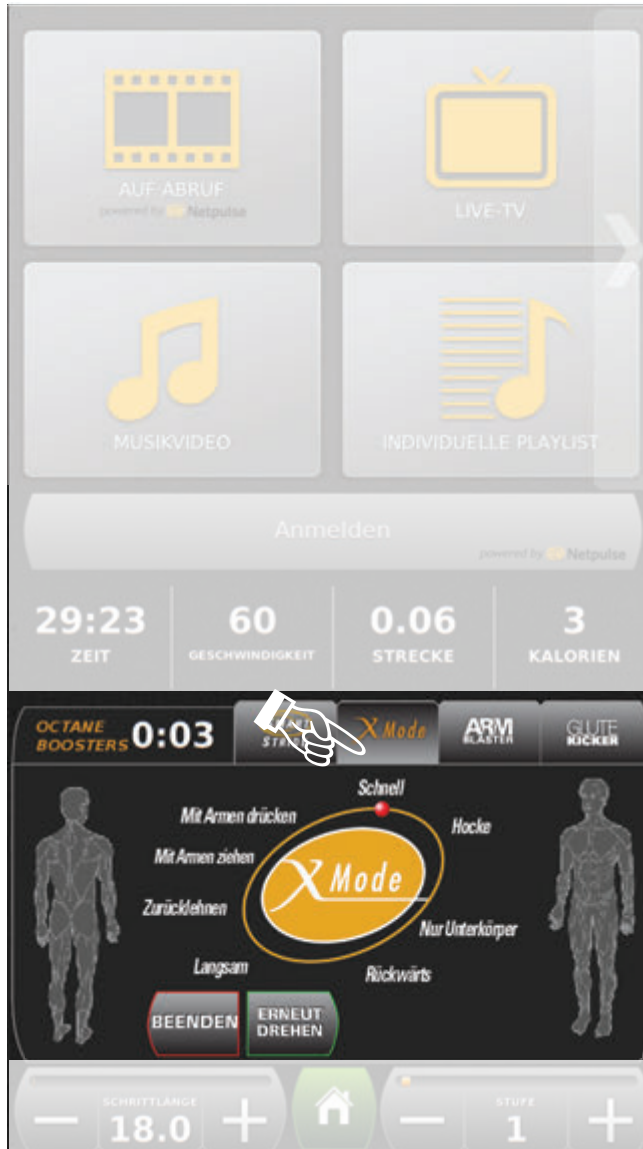 AUF ABRUF
powered by Netpulse
LIVE-TV
MUSIKVIDEO
INDIVIDUELLE PLAYLIST
Anmelden
powered by Netpulse
29:23
ZEIT
60
GESCHWINDIGKEIT
0.06
STRECKE
3
KALORIEN
OCTANE
BOOSTERS 0:03
X Mode
ARM
BLASTER
GLUTE
KICKER
Schnell
Mit Armen drücken
Hocke
Mit Armen ziehen
X Mode
Zurücklehnen
Nur Unterkörper
Langsam
Rückwärts
BEENDEN
ERNEUT
DREHEN
SCHRITTLÄNGE
18.0
STUFE
1